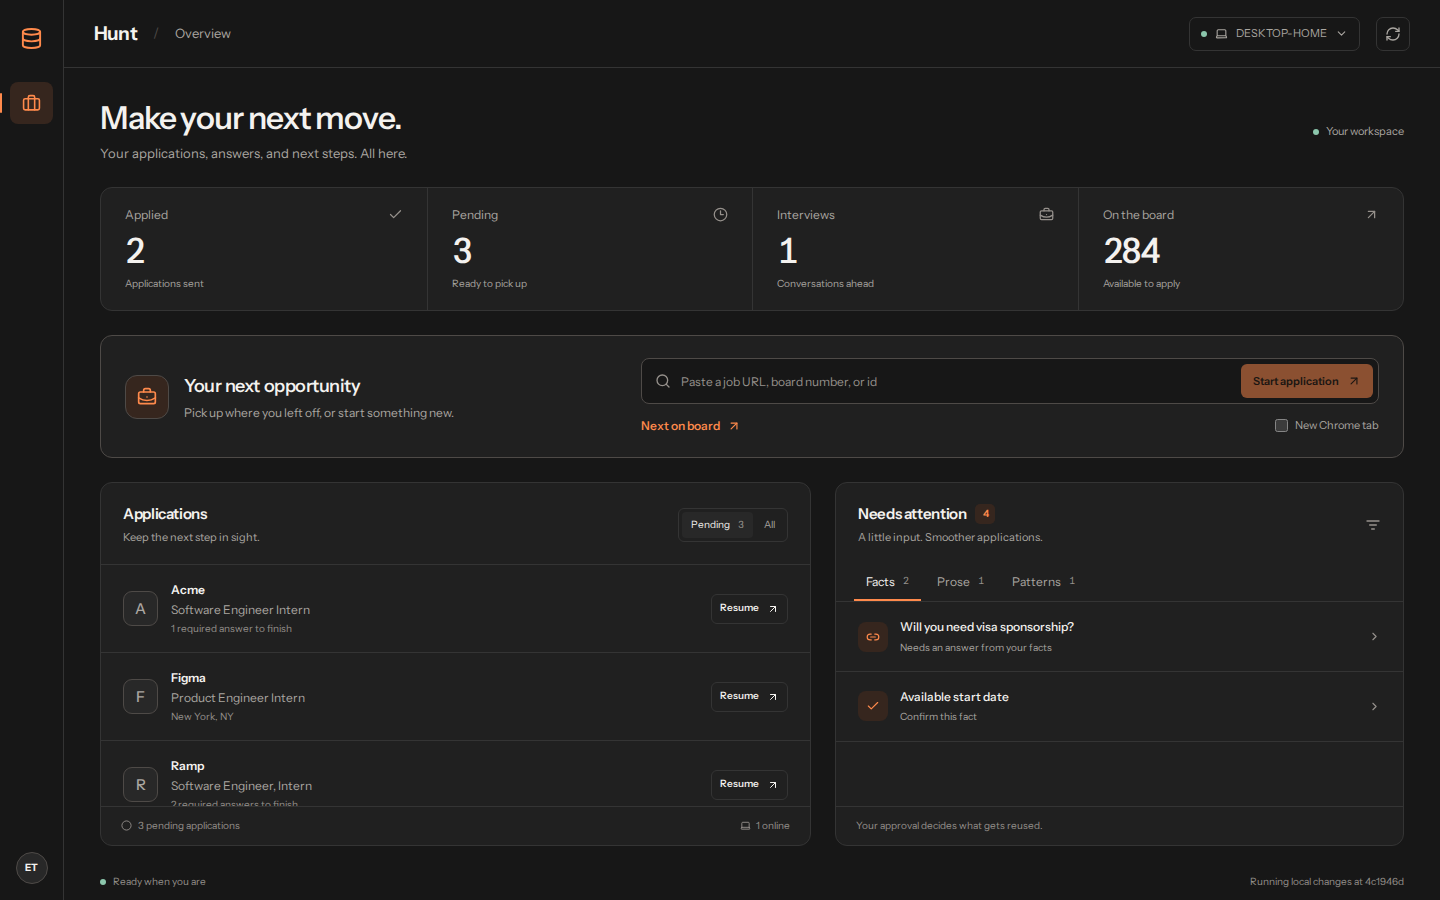 Hunt / Overview
DESKTOP-HOME
Make your next move.
Your applications, answers, and next steps. All here.
Your workspace
Applied
2
Applications sent
Pending
3
Ready to pick up
Interviews
1
Conversations ahead
On the board
284
Available to apply
Your next opportunity
Pick up where you left off, or start something new.
Paste a job URL, board number, or id
Start application
Next on board
New Chrome tab
Applications
Keep the next step in sight.
Pending 3 All
A
Acme
Software Engineer Intern
1 required answer to finish
Resume
F
Figma
Product Engineer Intern
New York, NY
Resume
R
Ramp
Software Engineer, Intern
2 required answers to finish
Resume
3 pending applications
1 online
Needs attention 4
A little input. Smoother applications.
Facts 2 Prose 1 Patterns 1
Will you need visa sponsorship?
Needs an answer from your facts
Available start date
Confirm this fact
Your approval decides what gets reused.
ET
Ready when you are
Running local changes at 4c1946d